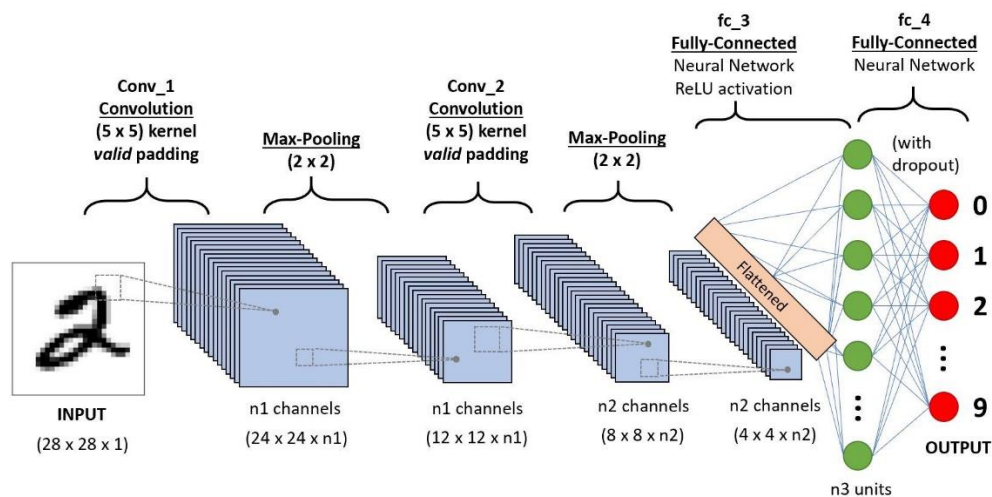 fc_3
Fully-Connected
Neural Network
ReLU activation
fc_4
Fully-Connected
Neural Network
Conv_1
Convolution
(5 x 5) kernel
valid padding
Max-Pooling
(2 x 2)
Conv_2
Convolution
(5 x 5) kernel
valid padding
Max-Pooling
(2 x 2)
(with
dropout)
0
1
2
...
9
OUTPUT
Flattened
...
2
INPUT
(28 x 28 x 1)
n1 channels
(24 x 24 x n1)
n1 channels
(12 x 12 x n1)
n2 channels
(8 x 8 x n2)
n2 channels
(4 x 4 x n2)
n3 units